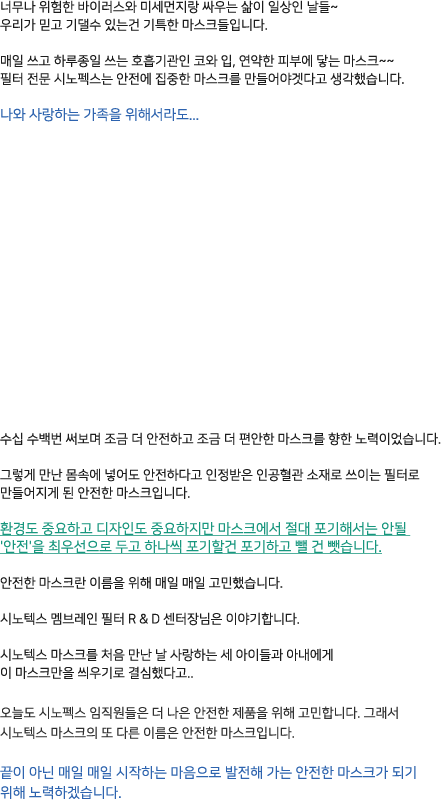 너무나 위험한 바이러스와 미세먼지랑 싸우는 삶이 일상인 날들~
우리가 믿고 기댈수 있는건 기특한 마스크들입니다.
매일 쓰고 하루종일 쓰는 호흡기관인 코와 입, 연약한 피부에 닿는 마스크~~
필터 전문 시노펙스는 안전에 집중한 마스크를 만들어야겟다고 생각했습니다.
나와 사랑하는 가족을 위해서라도...
수십 수백번 써보며 조금 더 안전하고 조금 더 편안한 마스크를 향한 노력이었습니다.
그렇게 만난 몸속에 넣어도 안전하다고 인정받은 인공혈관 소재로 쓰이는 필터로
만들어지게 된 안전한 마스크입니다.
환경도 중요하고 디자인도 중요하지만 마스크에서 절대 포기해서는 안될
'안전'을 최우선으로 두고 하나씩 포기할건 포기하고 뺄 건 뺏습니다.
안전한 마스크란 이름을 위해 매일 매일 고민했습니다.
시노텍스 멤브레인 필터 R & D 센터장님은 이야기합니다.
시노텍스 마스크를 처음 만난 날 사랑하는 세 아이들과 아내에게
이 마스크만을 씌우기로 결심했다고..
오늘도 시노펙스 임직원들은 더 나은 안전한 제품을 위해 고민합니다. 그래서
시노텍스 마스크의 또 다른 이름은 안전한 마스크입니다.
끝이 아닌 매일 매일 시작하는 마음으로 발전해 가는 안전한 마스크가 되기
위해 노력하겠습니다.